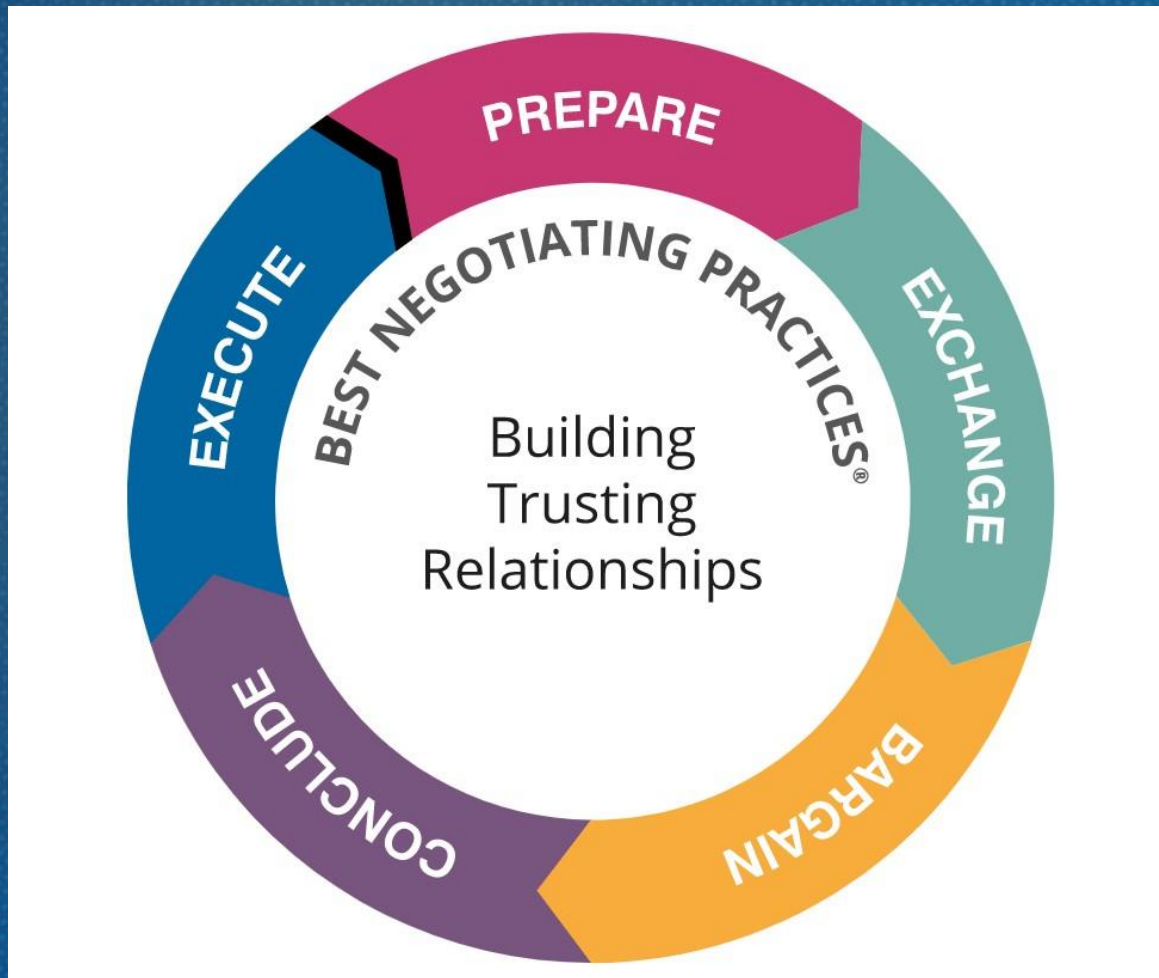 PREPARE
EXCHANGE
BARGAIN
CONCLUDE
EXECUTE
BEST NEGOTIATING PRACTICES®
Building
Trusting
Relationships